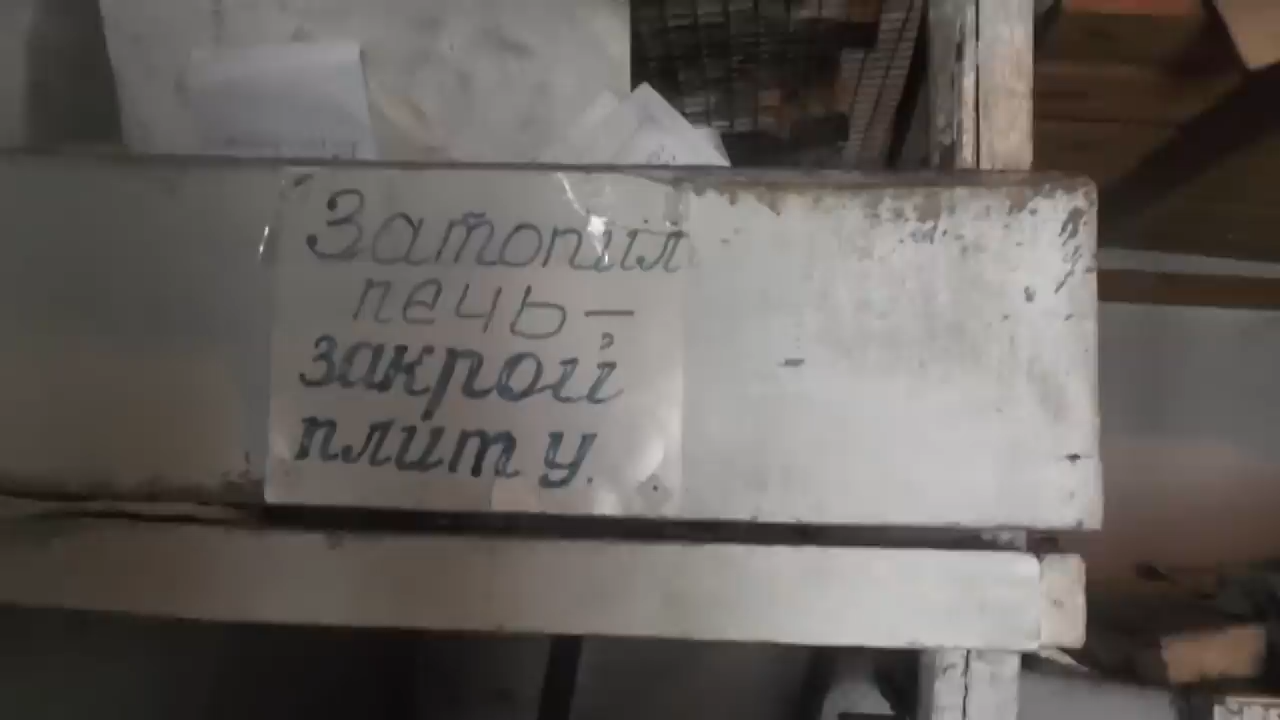 Затопил
печь –
закрой
плиту.